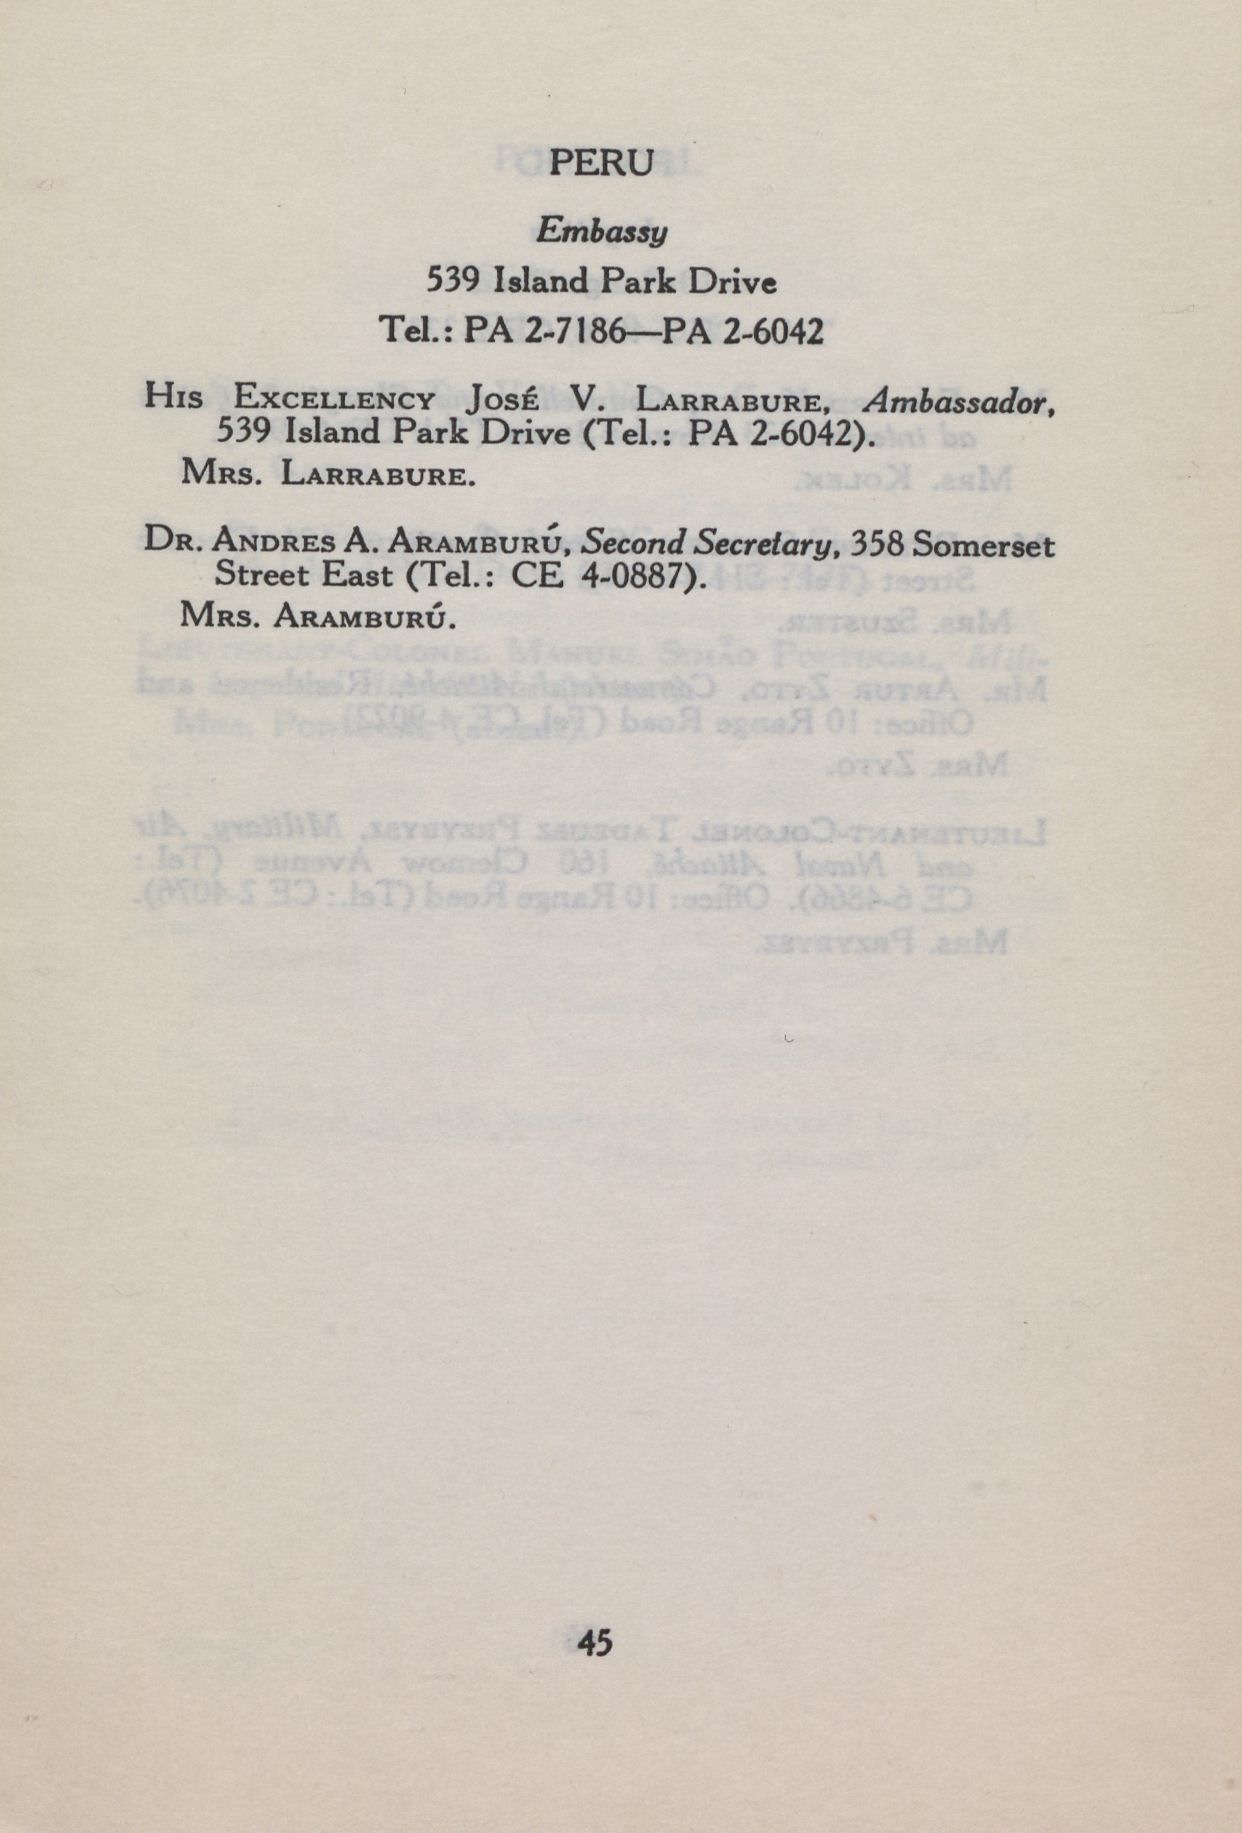 PERU
Embassy
539 Island Park Drive
Tel.: PA 2-7186—PA 2-6042
HIS EXCELLENCY JOSÉ V. LARRABURE, Ambassador,
539 Island Park Drive (Tel.: PA 2-6042).
MRS. LARRABURE.
DR. ANDRES A. ARAMBURÚ, Second Secretary, 358 Somerset
Street East (Tel.: CE 4-0887).
MRS. ARAMBURÚ.
45